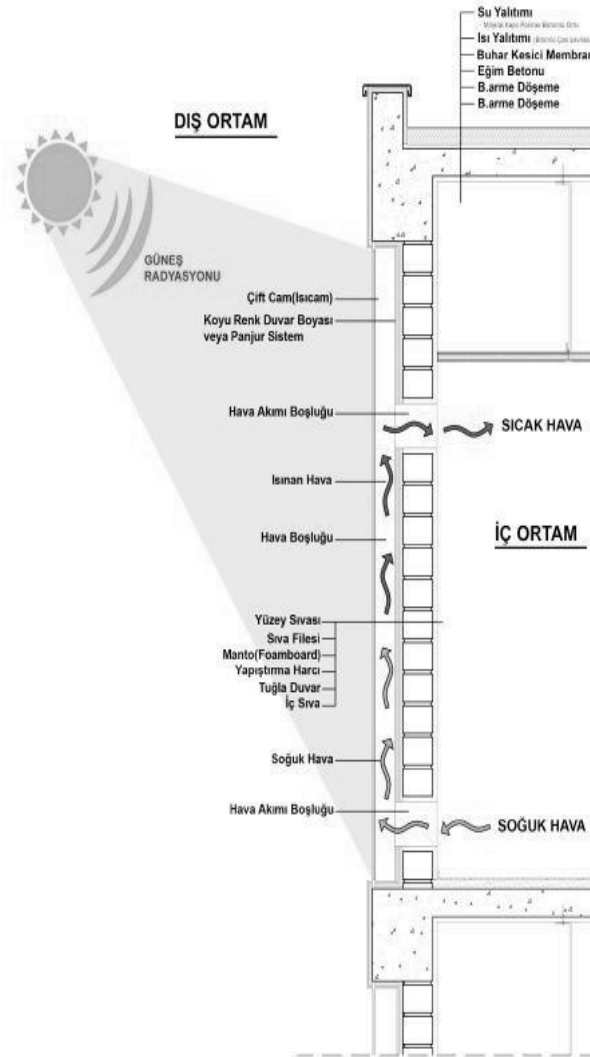 Su Yalıtımı
Isı Yalıtımı
Buhar Kesici Membran
Eğim Betonu
B.arme Döşeme
B.arme Döşeme
DIŞ ORTAM
GÜNEŞ
RADYASYONU
Çift Cam(Isıcam)
Koyu Renk Duvar Boyası
veya Panjur Sistem
Hava Akımı Boşluğu
SICAK HAVA
Isınan Hava
İÇ ORTAM
Hava Boşluğu
Yüzey Sıvası
Sıva Filesi
Manto(Foamboard)
Yapıştırma Harcı
Tuğla Duvar
İç Sıva
Soğuk Hava
Hava Akımı Boşluğu
SOĞUK HAVA